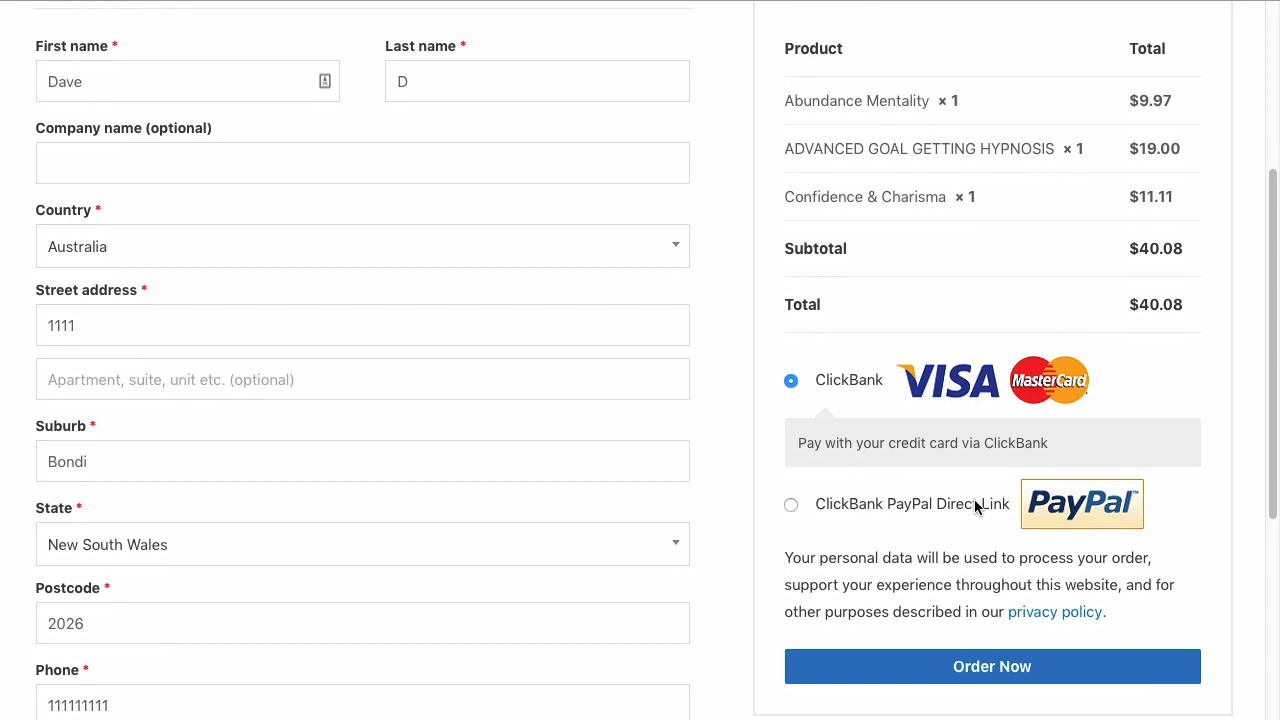 First name *
Last name *
Dave
D
Company name (optional)
Country *
Australia
Street address *
1111
Apartment, suite, unit etc. (optional)
Suburb *
Bondi
State *
New South Wales
Postcode *
2026
Phone *
111111111
Product Total
Abundance Mentality × 1 $9.97
ADVANCED GOAL GETTING HYPNOSIS × 1 $19.00
Confidence & Charisma × 1 $11.11
Subtotal $40.08
Total $40.08
ClickBank VISA MasterCard
Pay with your credit card via ClickBank
ClickBank PayPal Direct Link PayPal™
Your personal data will be used to process your order,
support your experience throughout this website, and for
other purposes described in our privacy policy.
Order Now